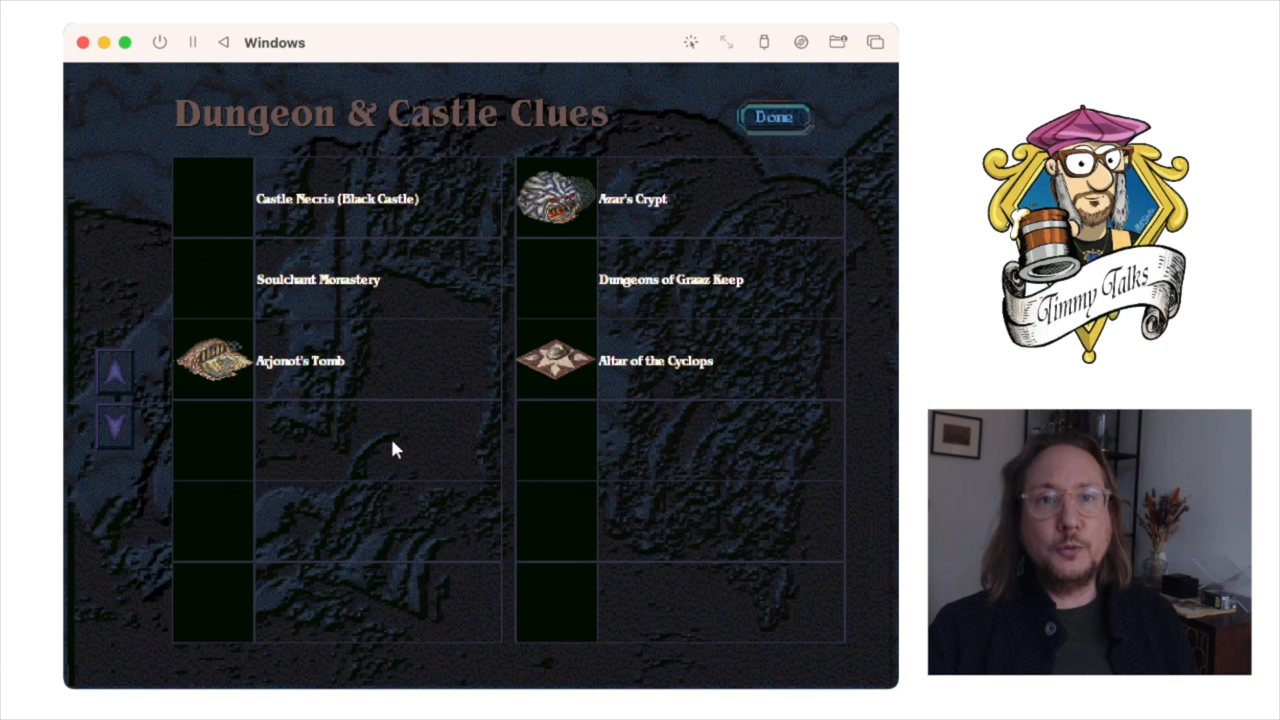 Windows
Dungeon & Castle Clues
Done
Castle Necris (Black Castle)
Azar's Crypt
Soulchant Monastery
Dungeons of Graaz Keep
Arjonot's Tomb
Altar of the Cyclops
Timmy Talks